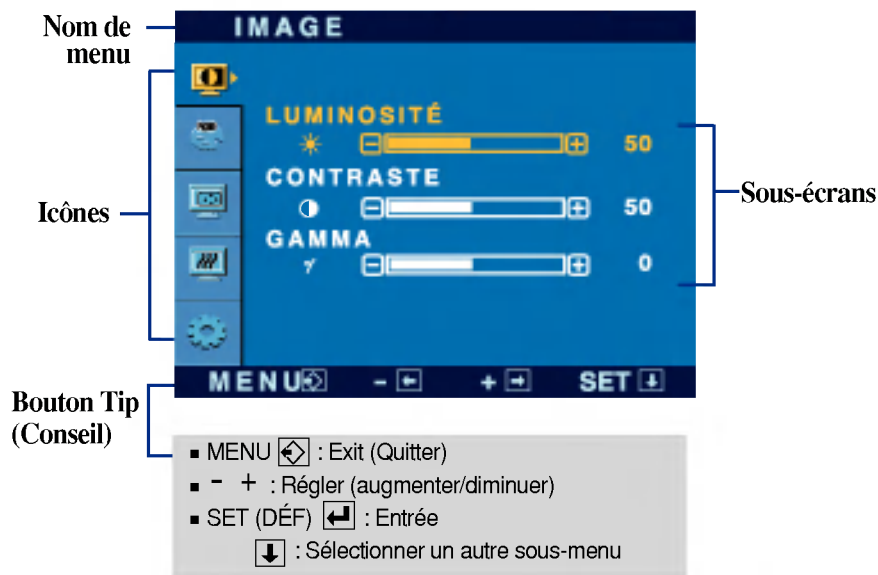 Nom de
menu
IMAGE
LUMINOSITÉ
50
CONTRASTE
50
GAMMA
γ
0
Icônes
Sous-écrans
MENU - + SET
Bouton Tip
(Conseil)
■ MENU : Exit (Quitter)
■ - + : Régler (augmenter/diminuer)
■ SET (DÉF) : Entrée
: Sélectionner un autre sous-menu